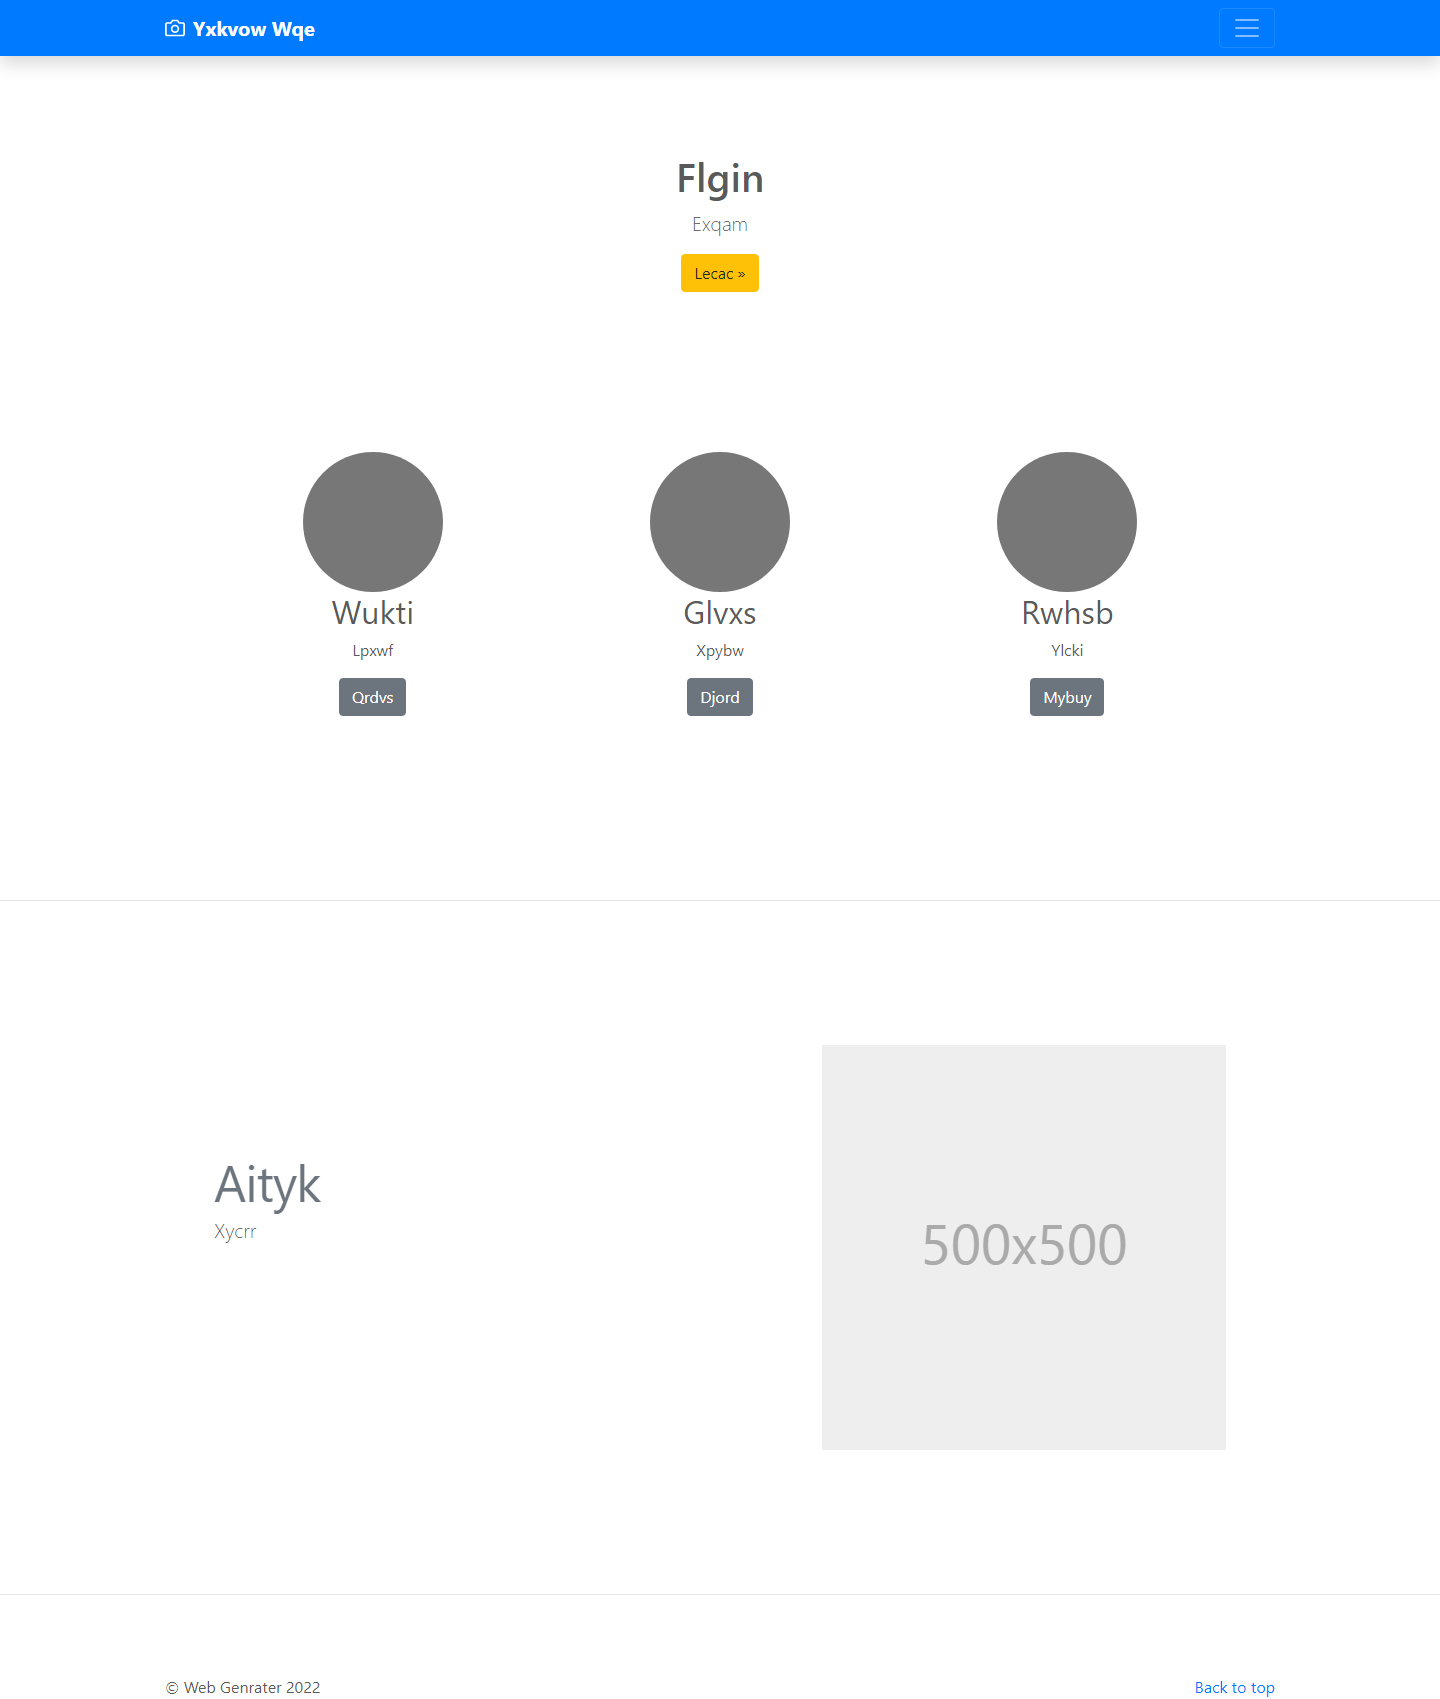 Yxkvow Wqe
Flgin
Exqam
Lecac »
Wukti
Glvxs
Rwhsb
Lpxwf
Xpybw
Ylcki
Qrdvs
Djord
Mybuy
Aityk
Xycrr
500x500
© Web Genrater 2022
Back to top